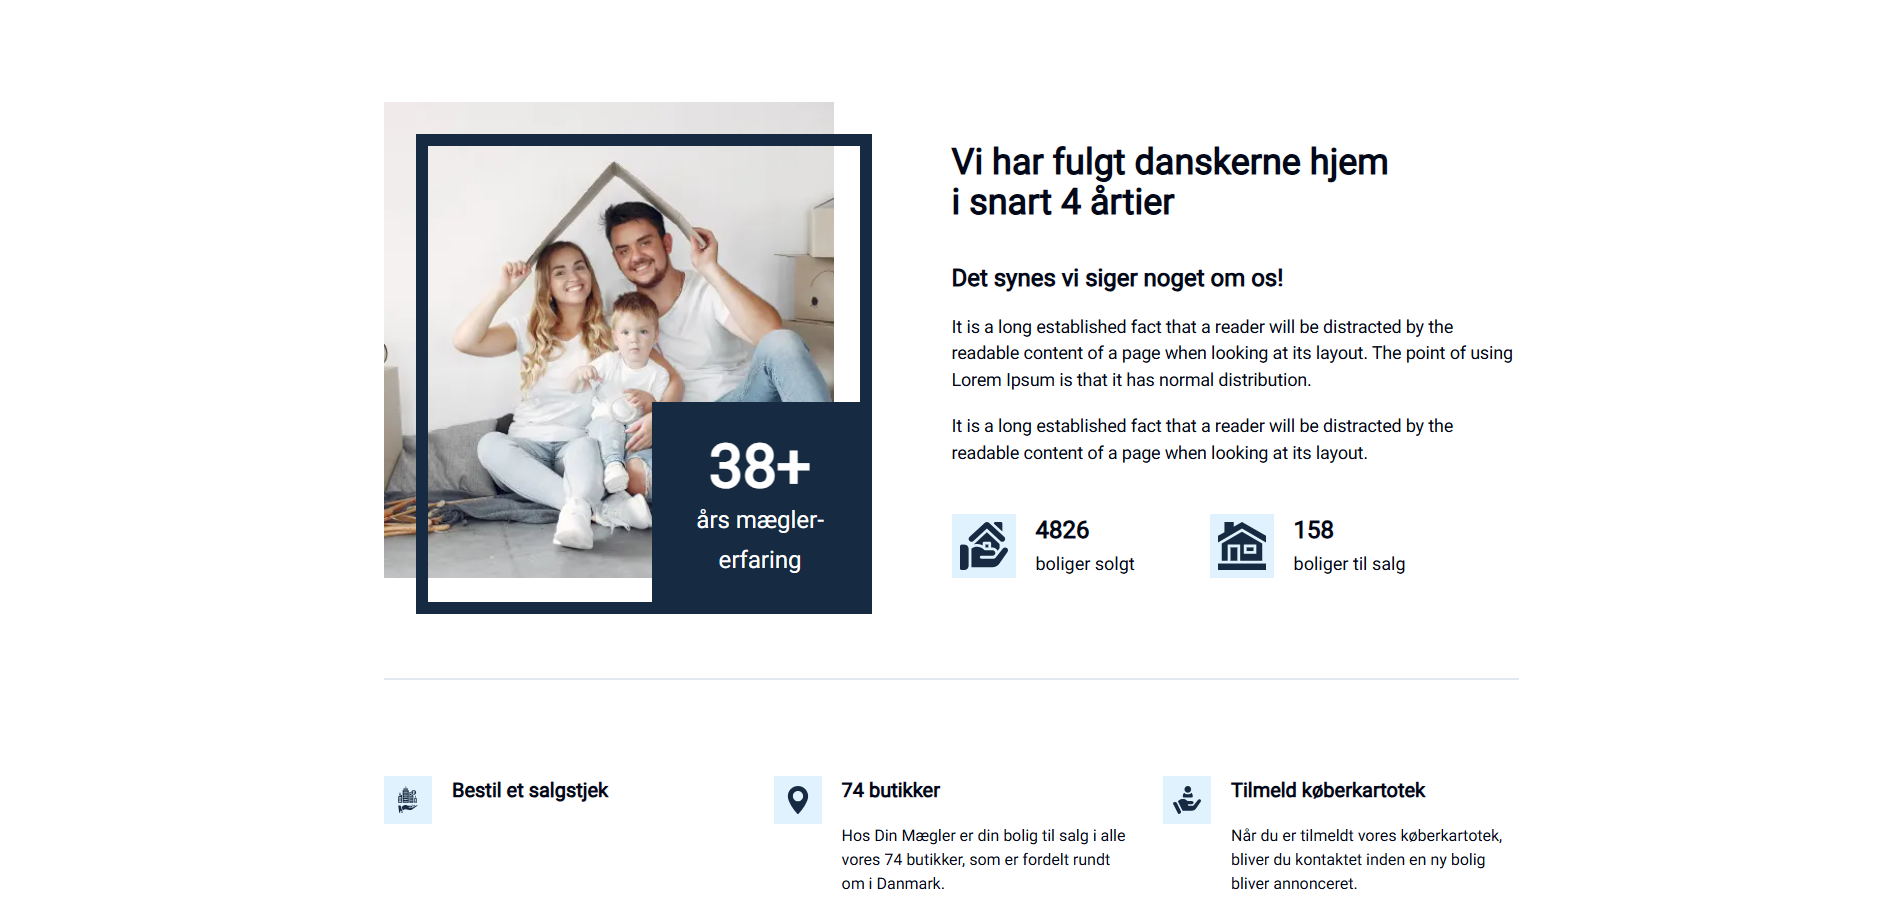 38+
års mægler-
erfaring
Vi har fulgt danskerne hjem
i snart 4 årtier
Det synes vi siger noget om os!
It is a long established fact that a reader will be distracted by the
readable content of a page when looking at its layout. The point of using
Lorem Ipsum is that it has normal distribution.
It is a long established fact that a reader will be distracted by the
readable content of a page when looking at its layout.
4826
boliger solgt
158
boliger til salg
Bestil et salgstjek
74 butikker
Hos Din Mægler er din bolig til salg i alle
vores 74 butikker, som er fordelt rundt
om i Danmark.
Tilmeld køberkartotek
Når du er tilmeldt vores køberkartotek,
bliver du kontaktet inden en ny bolig
bliver annonceret.